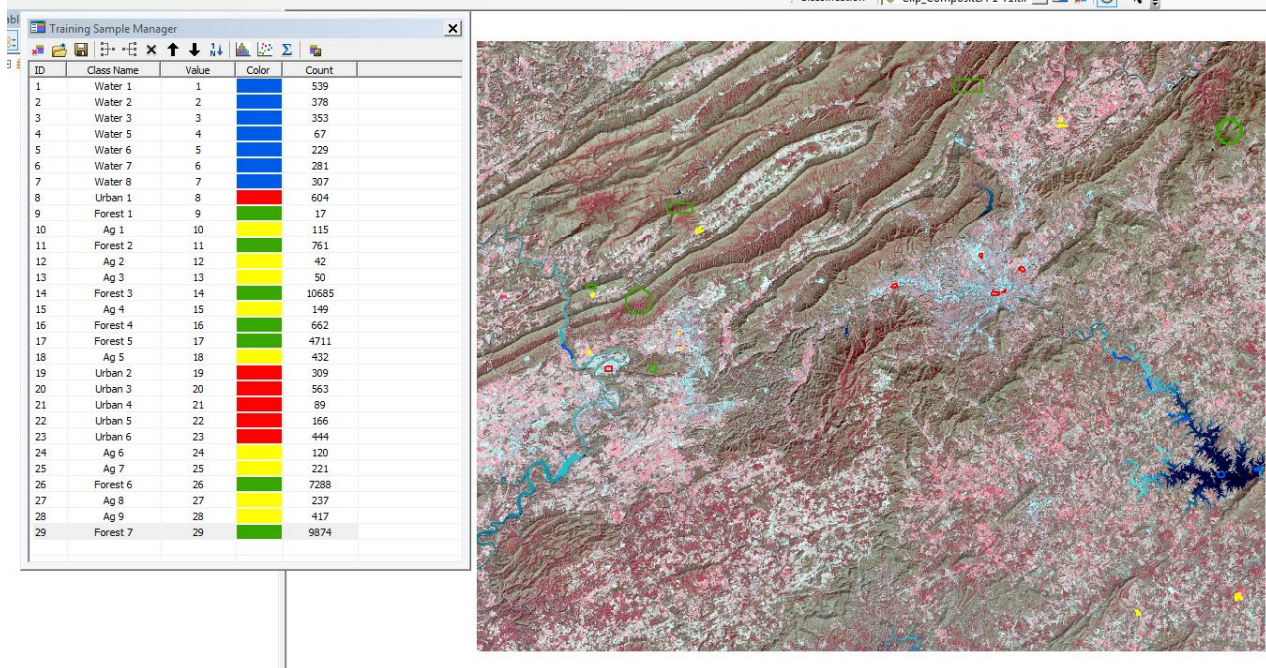 Classification
Training Sample Manager
ID Class Name Value Color Count
1 Water 1 1 539
2 Water 2 2 378
3 Water 3 3 353
4 Water 5 4 67
5 Water 6 5 229
6 Water 7 6 281
7 Water 8 7 307
8 Urban 1 8 604
9 Forest 1 9 17
10 Ag 1 10 115
11 Forest 2 11 761
12 Ag 2 12 42
13 Ag 3 13 50
14 Forest 3 14 10685
15 Ag 4 15 149
16 Forest 4 16 662
17 Forest 5 17 4711
18 Ag 5 18 432
19 Urban 2 19 309
20 Urban 3 20 563
21 Urban 4 21 89
22 Urban 5 22 166
23 Urban 6 23 444
24 Ag 6 24 120
25 Ag 7 25 221
26 Forest 6 26 7288
27 Ag 8 27 237
28 Ag 9 28 417
29 Forest 7 29 9874